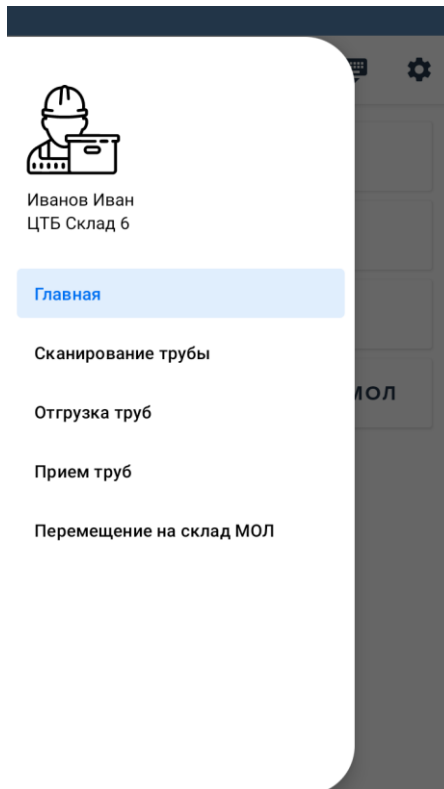 Иванов Иван
ЦТБ Склад 6
Главная
Сканирование трубы
Отгрузка труб
Прием труб
Перемещение на склад МОЛ
МОЛ